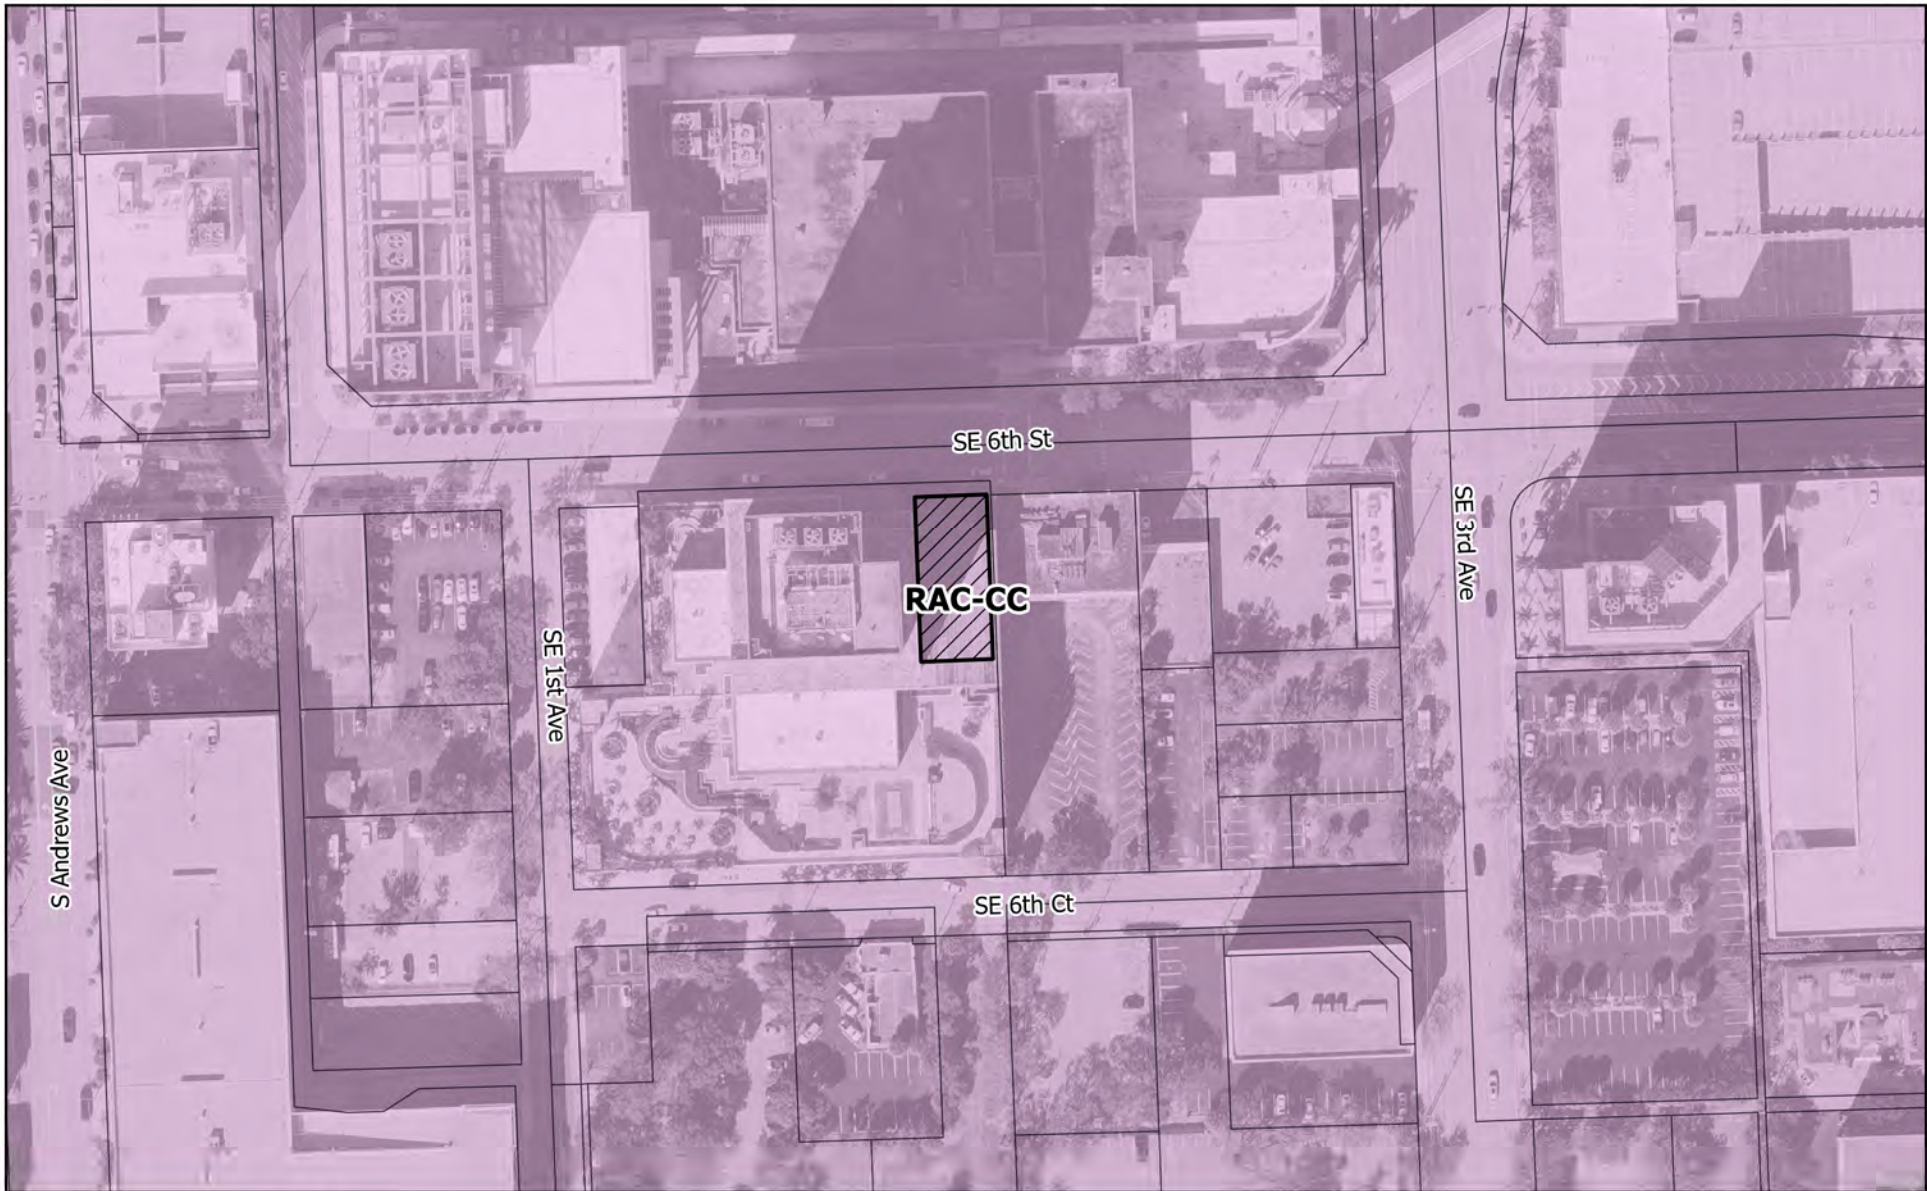 SE 6th St
SE 3rd Ave
RAC-CC
SE 1st Ave
S Andrews Ave
SE 6th Ct